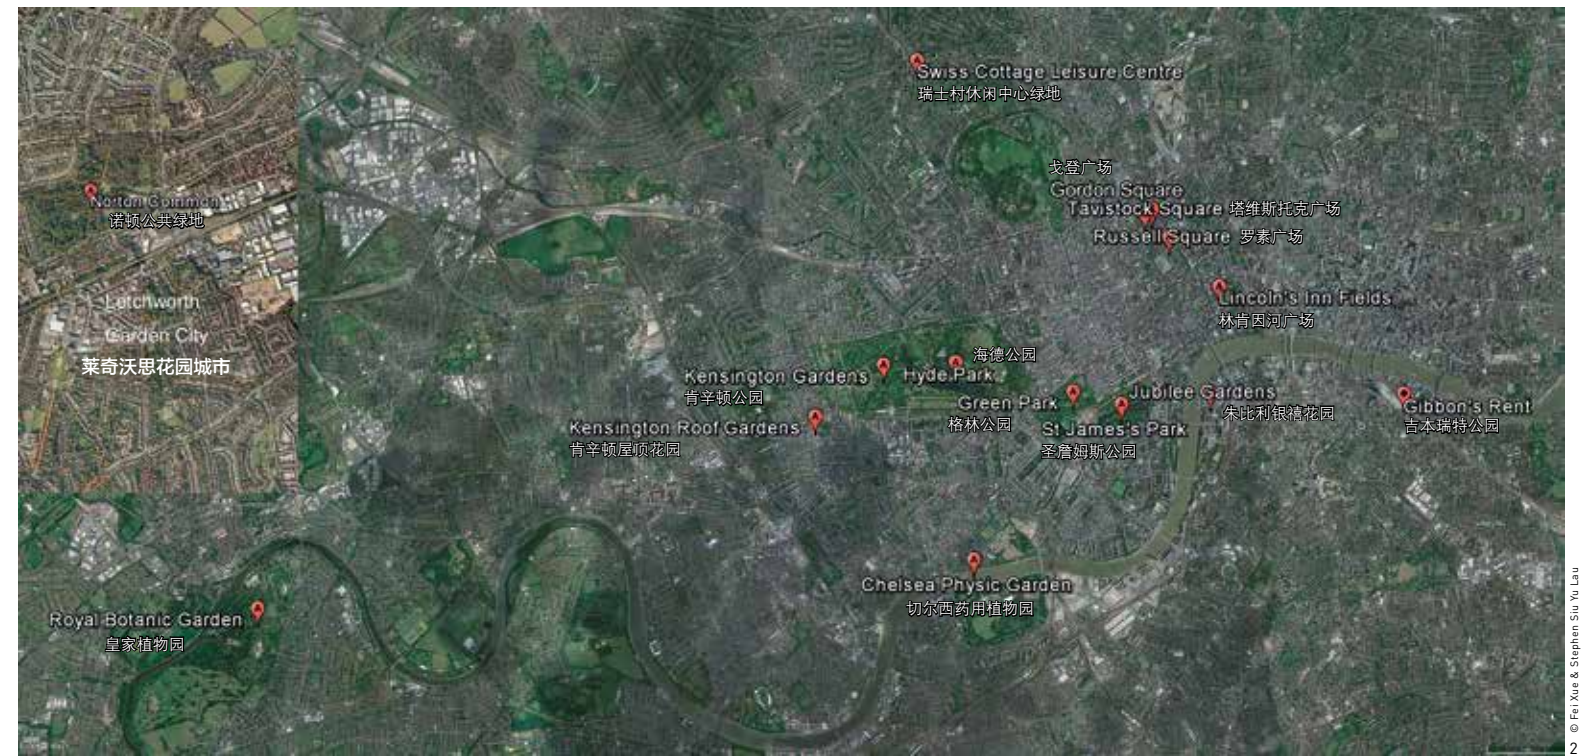 Swiss Cottage Leisure Centre
瑞士村休闲中心绿地
戈登广场
Gordon Square
Tavistock Square 塔维斯托克广场
Russell Square 罗素广场
Norton Common
诺顿公共绿地
Lincoln's Inn Fields
林肯因河广场
Letchworth
Garden City
莱奇沃思花园城市
海德公园
Kensington Gardens
肯辛顿公园
Hyde Park
Green Park
格林公园
Jubilee Gardens
朱比利银禧花园
Gibbon's Rent
吉本瑞特公园
Kensington Roof Gardens
肯辛顿屋顶花园
St James's Park
圣詹姆斯公园
Chelsea Physic Garden
切尔西药用植物园
Royal Botanic Garden
皇家植物园
© Fei Xue & Stephen Siu Yu Lau
2